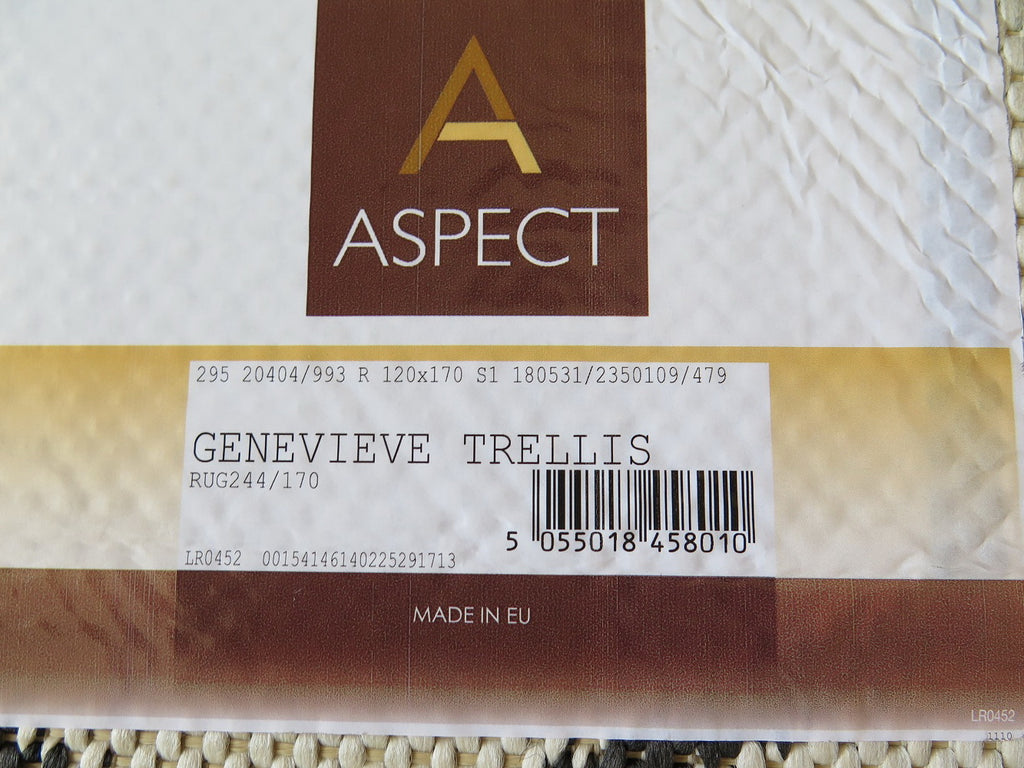 A
ASPECT
295 20404/993 R 120x170 S1 180531/2350109/479
GENEVIEVE TRELLIS
RUG244/170
5 055018 458010
LR0452 00154146140225291713
MADE IN EU
LR0452
1110